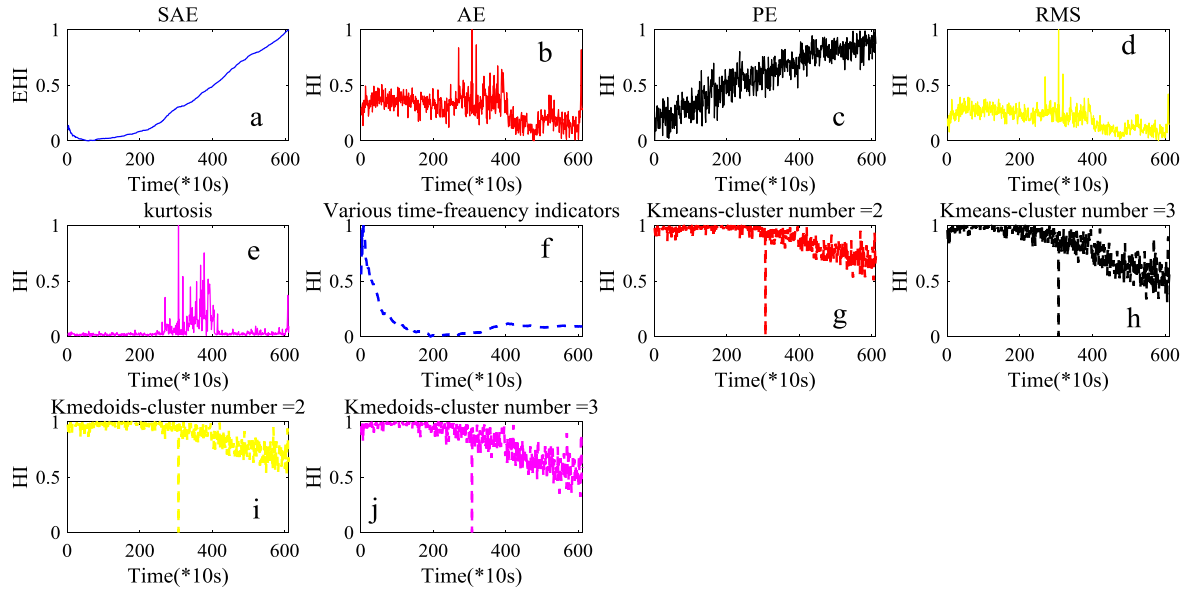 SAE
1
EHI
0.5
a
0
0
200
400
600
Time(*10s)
AE
1
HI
0.5
b
0
0
200
400
600
Time(*10s)
PE
1
HI
0.5
c
0
0
200
400
600
Time(*10s)
RMS
1
HI
0.5
d
0
0
200
400
600
Time(*10s)
kurtosis
1
HI
0.5
e
0
0
200
400
600
Time(*10s)
Various time-freauency indicators
1
HI
0.5
f
0
0
200
400
600
Time(*10s)
Kmeans-cluster number =2
1
HI
0.5
g
0
0
200
400
600
Time(*10s)
Kmeans-cluster number =3
1
HI
0.5
h
0
0
200
400
600
Time(*10s)
Kmedoids-cluster number =2
1
HI
0.5
i
0
0
200
400
600
Time(*10s)
Kmedoids-cluster number =3
1
HI
0.5
j
0
0
200
400
600
Time(*10s)